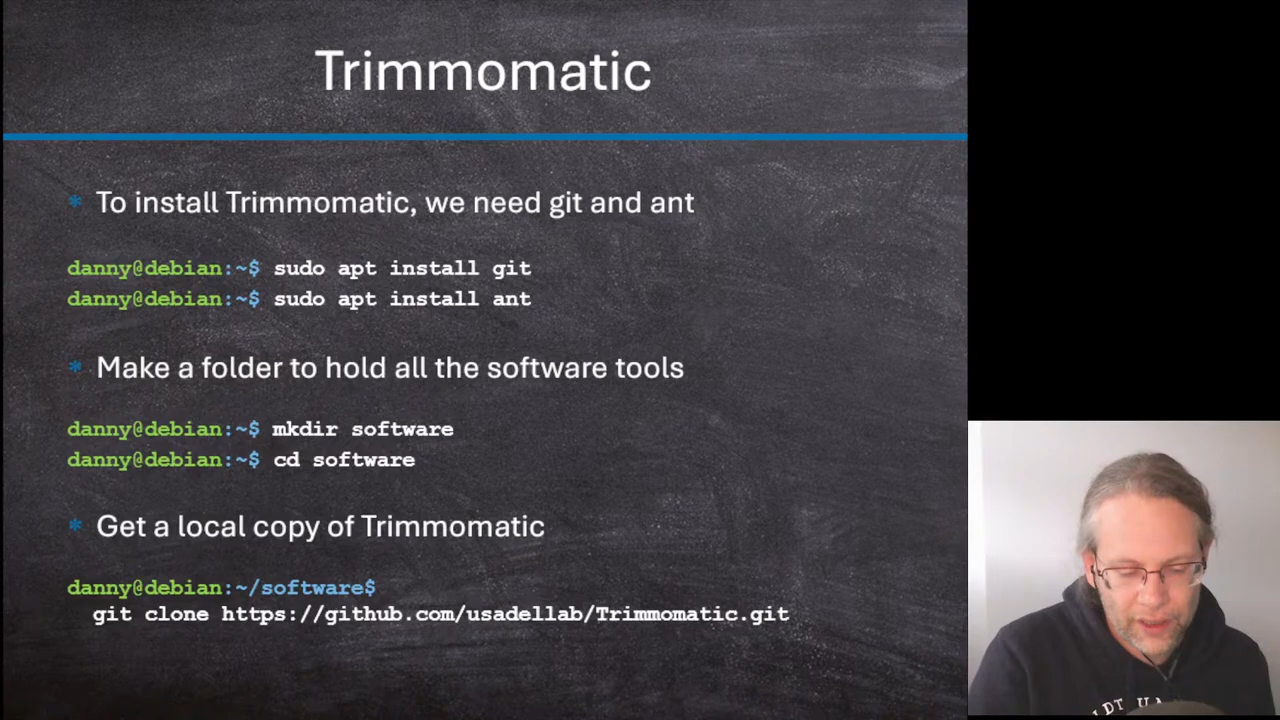 Trimmomatic
* To install Trimmomatic, we need git and ant
danny@debian:~$ sudo apt install git
danny@debian:~$ sudo apt install ant
* Make a folder to hold all the software tools
danny@debian:~$ mkdir software
danny@debian:~$ cd software
* Get a local copy of Trimmomatic
danny@debian:~/software$
git clone https://github.com/usadellab/Trimmomatic.git